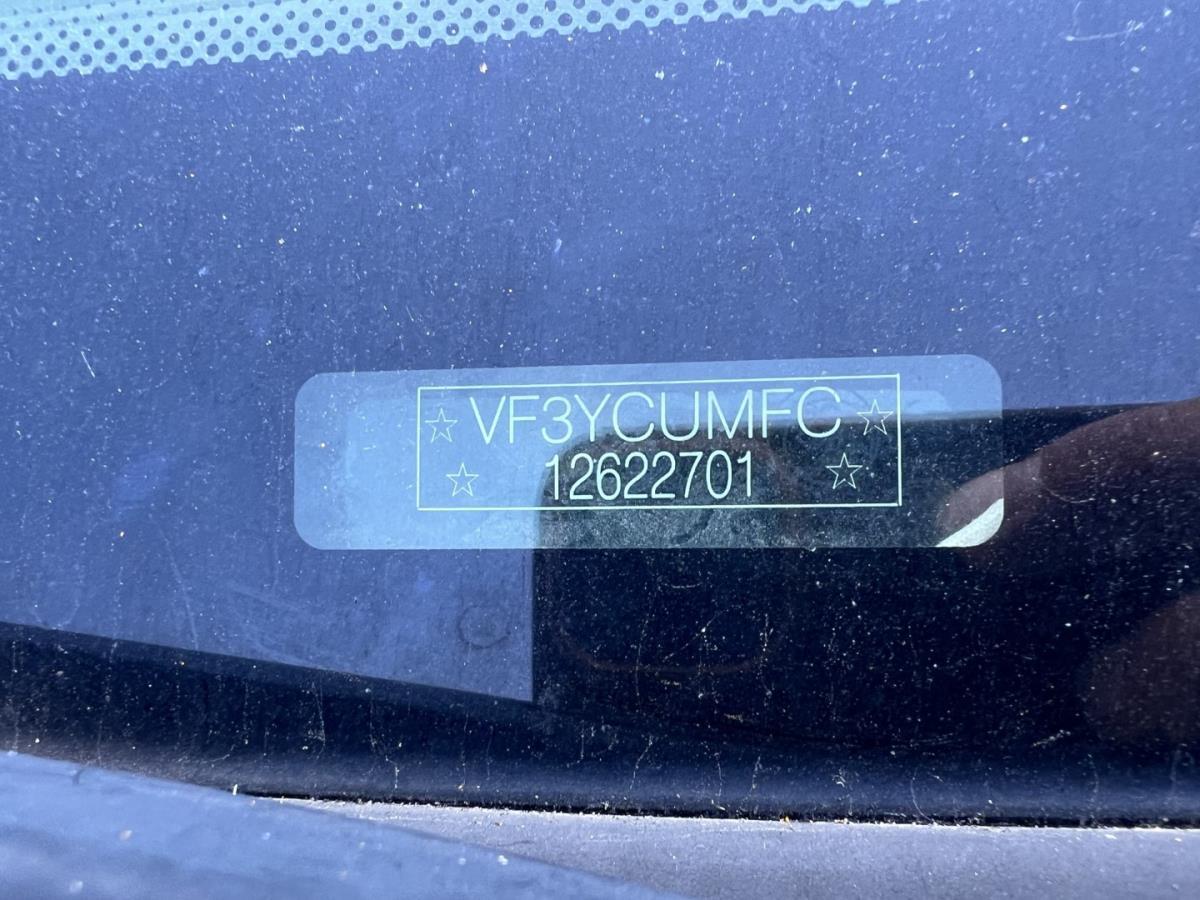 ☆ VF3YCUMFC ☆
☆ 12622701 ☆